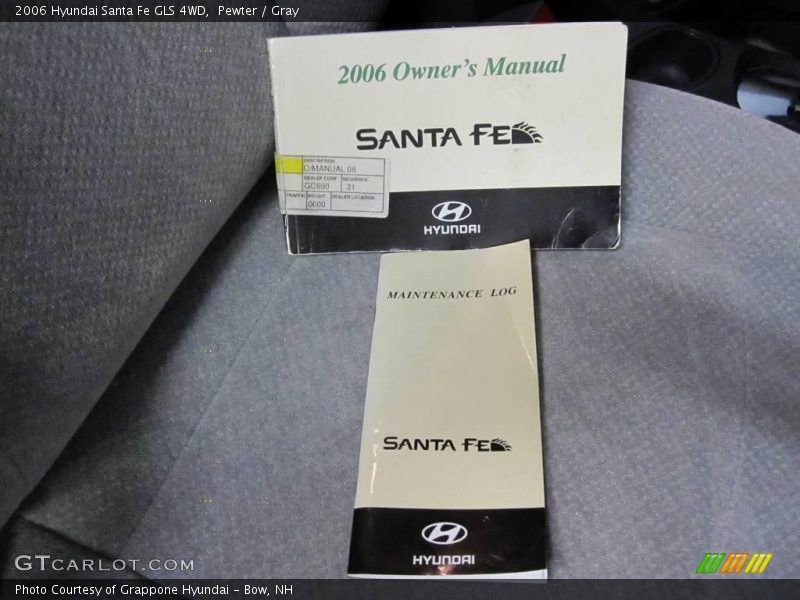 2006 Hyundai Santa Fe GLS 4WD, Pewter / Gray
2006 Owner's Manual
SANTA FE
DESCRIPTION
O/MANUAL 06
DEALER CODE SEQUENCE
31
TRAFFIC WEIGHT DEALER LOCATION
0000
HYUNDAI
MAINTENANCE LOG
SANTA FE
HYUNDAI
GTCARLOT.COM
Photo Courtesy of Grappone Hyundai - Bow, NH